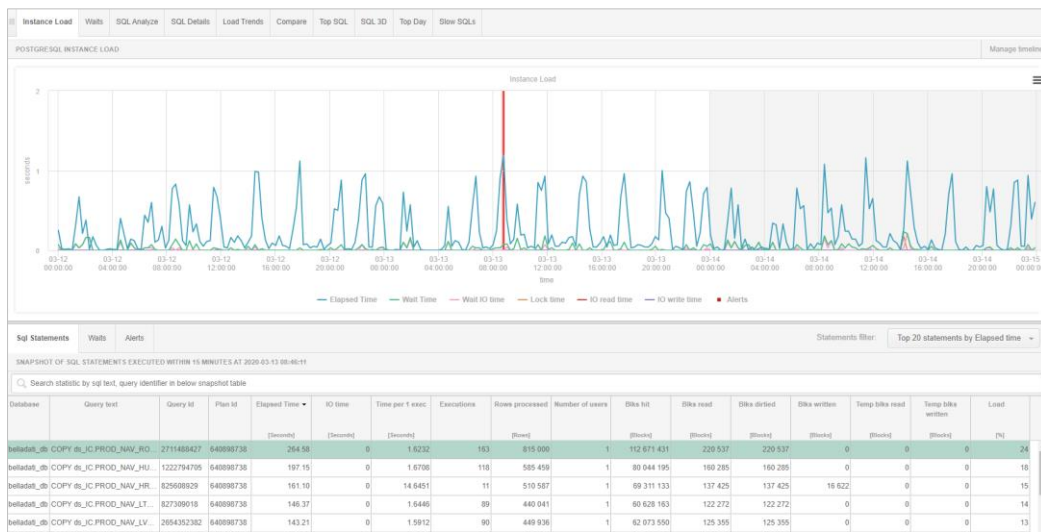 Instance Load Waits SQL Analyze SQL Details Load Trends Compare Top SQL SQL 3D Top Day Slow SQLs
POSTGRESQL INSTANCE LOAD Manage timeline
Instance Load
2
1
0
seconds
03-12 03-12 03-12 03-12 03-12 03-12 03-13 03-13 03-13 03-13 03-13 03-13 03-14 03-14 03-14 03-14 03-14 03-14 03-15
00:00:00 04:00:00 08:00:00 12:00:00 16:00:00 20:00:00 00:00:00 04:00:00 08:00:00 12:00:00 16:00:00 20:00:00 00:00:00 04:00:00 08:00:00 12:00:00 16:00:00 20:00:00 00:00:0
time
Elapsed Time Wait Time Wait IO time Lock time IO read time IO write time Alerts
Sql Statements Waits Alerts Statements filter: Top 20 statements by Elapsed time
SNAPSHOT OF SQL STATEMENTS EXECUTED WITHIN 15 MINUTES AT 2020-03-13 08:46:11
Search statistic by sql text, query identifier in below snapshot table
Database Query text Query Id Plan Id Elapsed Time IO time Time per 1 exec Executions Rows processed Number of users Blks hit Blks read Blks dirtied Blks written Temp blks read Temp blks written Load
[Seconds] [Seconds] [Seconds] [Rows] [Blocks] [Blocks] [Blocks] [Blocks] [Blocks] [Blocks] [%]
belladati_db COPY ds_IC.PROD_NAV_RO... 2711488427 640898738 264.58 0 1.6232 163 815 000 1 112 671 431 220 537 220 537 0 0 0 24
belladati_db COPY ds_IC.PROD_NAV_HU... 1222794705 640898738 197.15 0 1.6708 118 585 459 1 80 044 195 160 285 160 285 0 0 0 18
belladati_db COPY ds_IC.PROD_NAV_HR... 825608929 640898738 161.10 0 14.6451 11 510 587 1 69 311 133 137 425 137 425 16 622 0 0 15
belladati_db COPY ds_IC.PROD_NAV_LT... 827309018 640898738 146.37 0 1.6446 89 440 041 1 60 628 163 122 272 122 272 0 0 0 14
belladati_db COPY ds_IC.PROD_NAV_LV... 2654352382 640898738 143.21 0 1.5912 90 449 936 1 62 073 550 125 355 125 355 0 0 0 13